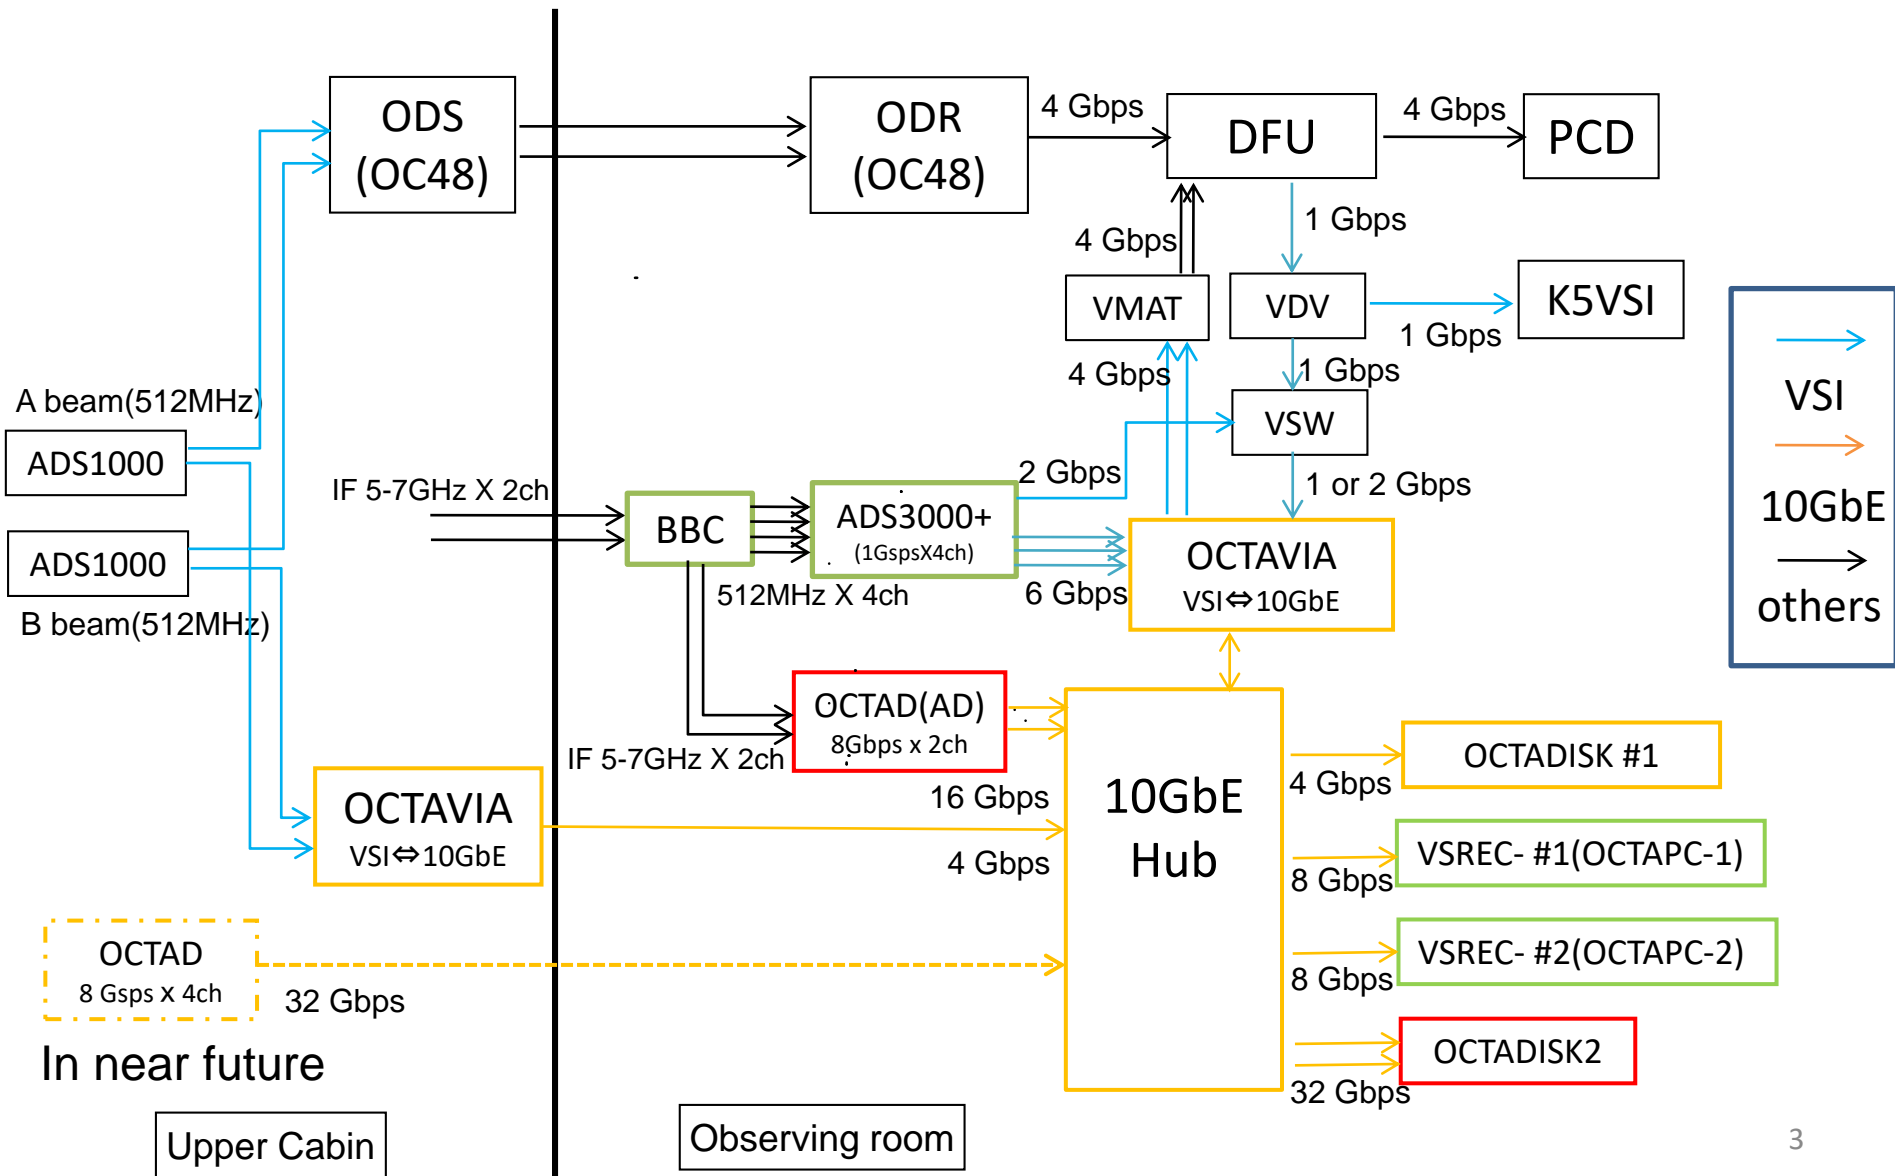 ODS
(OC48)
ODR
(OC48)
4 Gbps
DFU
4 Gbps
PCD
1 Gbps
4 Gbps
VMAT
VDV
K5VSI
1 Gbps
4 Gbps
1 Gbps
VSW
VSI
10GbE
others
A beam(512MHz)
ADS1000
ADS1000
B beam(512MHz)
IF 5-7GHz X 2ch
BBC
ADS3000+
(1GspsX4ch)
2 Gbps
1 or 2 Gbps
512MHz X 4ch
6 Gbps
OCTAVIA
VSI⇔10GbE
OCTAD(AD)
8Gbps x 2ch
IF 5-7GHz X 2ch
16 Gbps
4 Gbps
OCTAVIA
VSI⇔10GbE
10GbE
Hub
OCTADISK #1
4 Gbps
VSREC- #1(OCTAPC-1)
8 Gbps
VSREC- #2(OCTAPC-2)
8 Gbps
OCTADISK2
32 Gbps
OCTAD
8 Gsps x 4ch
32 Gbps
In near future
Upper Cabin
Observing room
3